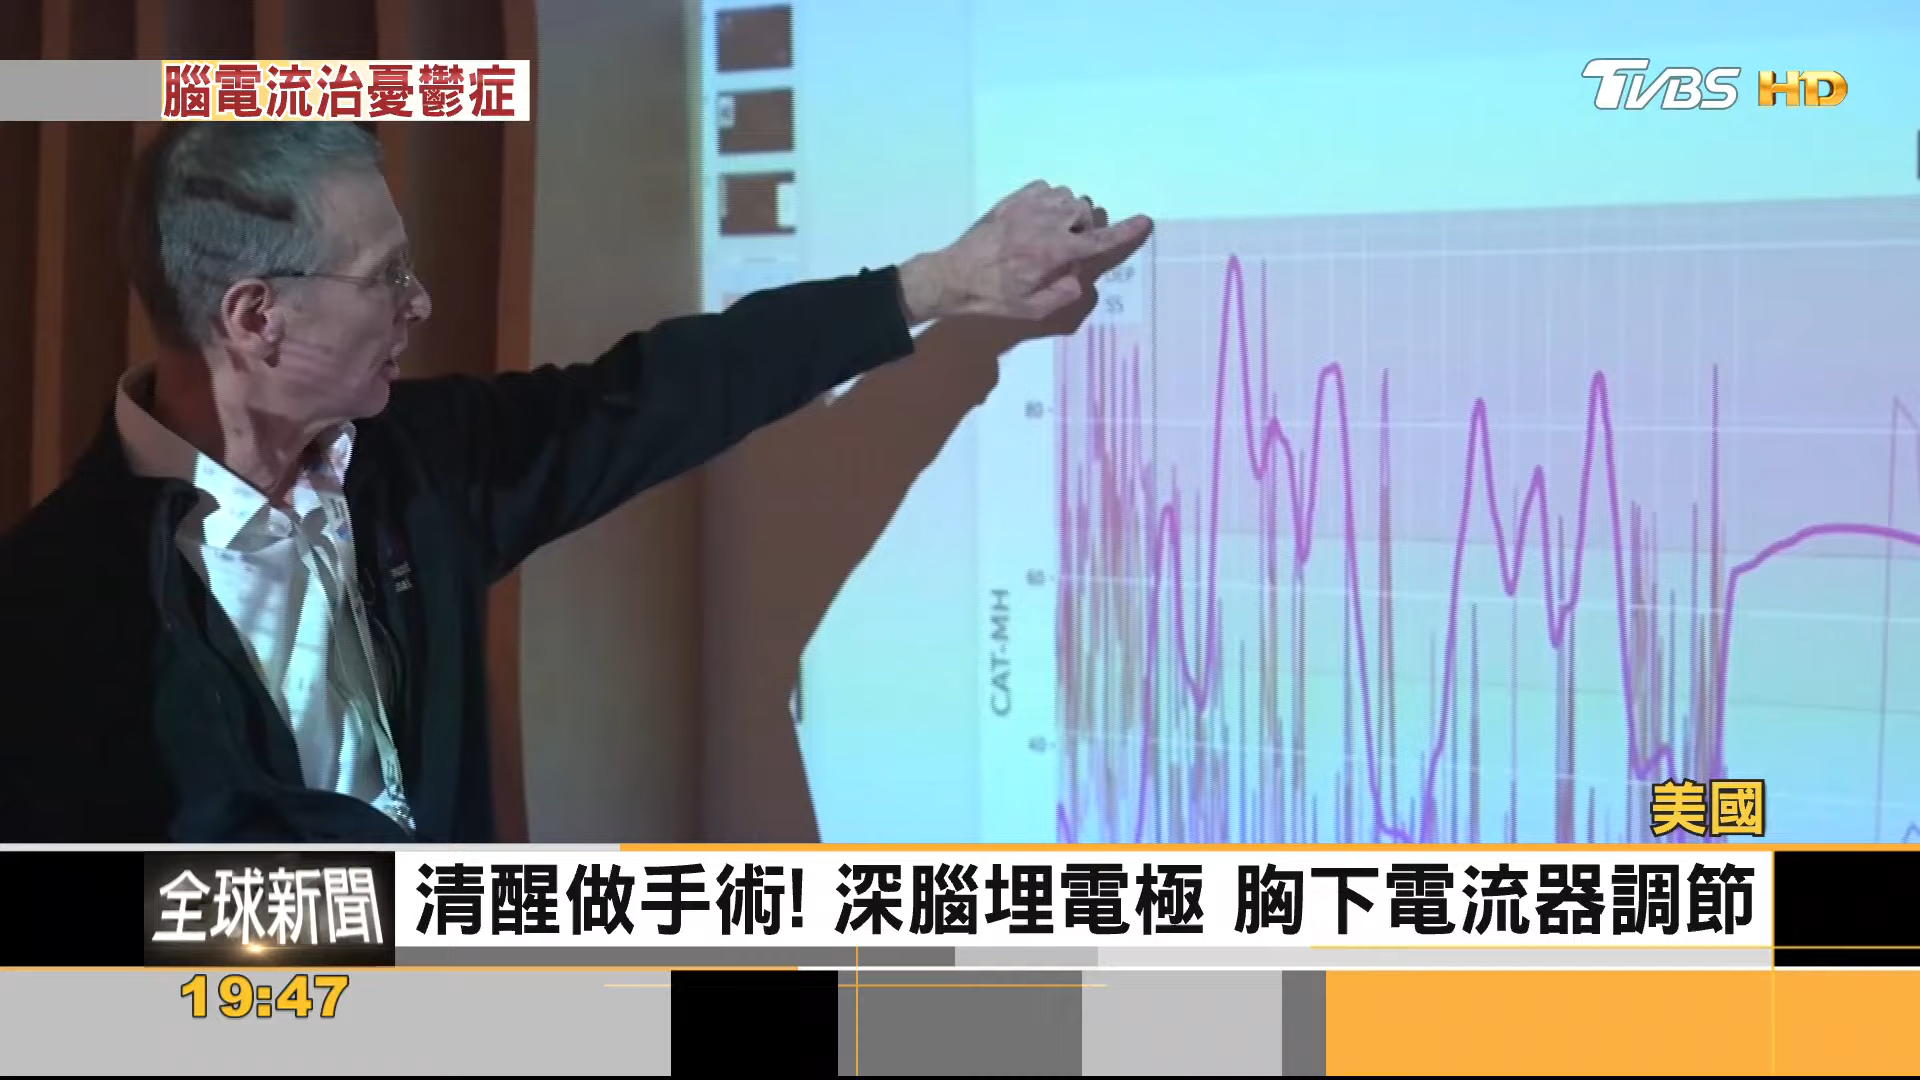 腦電流治憂鬱症
TVBS HD
DEP
SS
80
60
CAT-MH
40
美國
全球新聞
清醒做手術! 深腦埋電極 胸下電流器調節
19:47